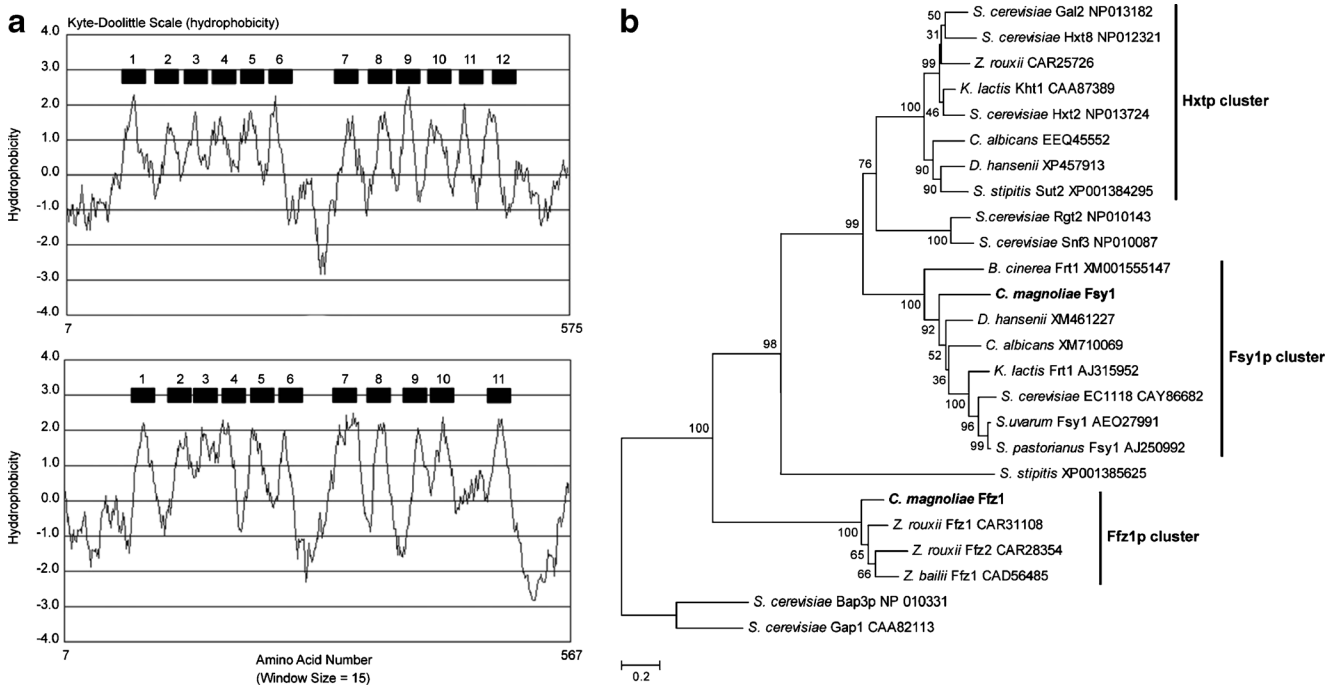 a
Kyte-Doolittle Scale (hydrophobicity)
4.0
3.0
2.0
1.0
0.0
-1.0
-2.0
-3.0
-4.0
Hyddrophobicity
1 2 3 4 5 6 7 8 9 10 11 12
7 575
4.0
3.0
2.0
1.0
0.0
-1.0
-2.0
-3.0
-4.0
Hyddrophobicity
1 2 3 4 5 6 7 8 9 10 11
7 567
Amino Acid Number
(Window Size = 15)
b
S. cerevisiae Gal2 NP013182
S. cerevisiae Hxt8 NP012321
Z. rouxii CAR25726
K. lactis Kht1 CAA87389
S. cerevisiae Hxt2 NP013724
C. albicans EEQ45552
D. hansenii XP457913
S. stipitis Sut2 XP001384295
S.cerevisiae Rgt2 NP010143
S. cerevisiae Snf3 NP010087
B. cinerea Frt1 XM001555147
C. magnoliae Fsy1
D. hansenii XM461227
C. albicans XM710069
K. lactis Frt1 AJ315952
S. cerevisiae EC1118 CAY86682
S.uvarum Fsy1 AEO27991
S. pastorianus Fsy1 AJ250992
S. stipitis XP001385625
C. magnoliae Ffz1
Z. rouxii Ffz1 CAR31108
Z. rouxii Ffz2 CAR28354
Z. bailii Ffz1 CAD56485
S. cerevisiae Bap3p NP 010331
S. cerevisiae Gap1 CAA82113
Hxtp cluster
Fsy1p cluster
Ffz1p cluster
50
31
99
100
46
90
90
76
99
100
100
92
52
36
100
96
99
98
100
100
65
66
0.2